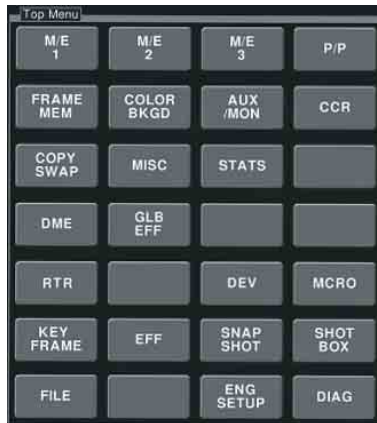 Top Menu
M/E M/E M/E P/P
1 2 3
FRAME COLOR AUX CCR
MEM BKGD /MON
COPY MISC STATS
SWAP
DME GLB
EFF
RTR DEV MCRO
KEY EFF SNAP SHOT
FRAME SHOT BOX
FILE ENG DIAG
SETUP